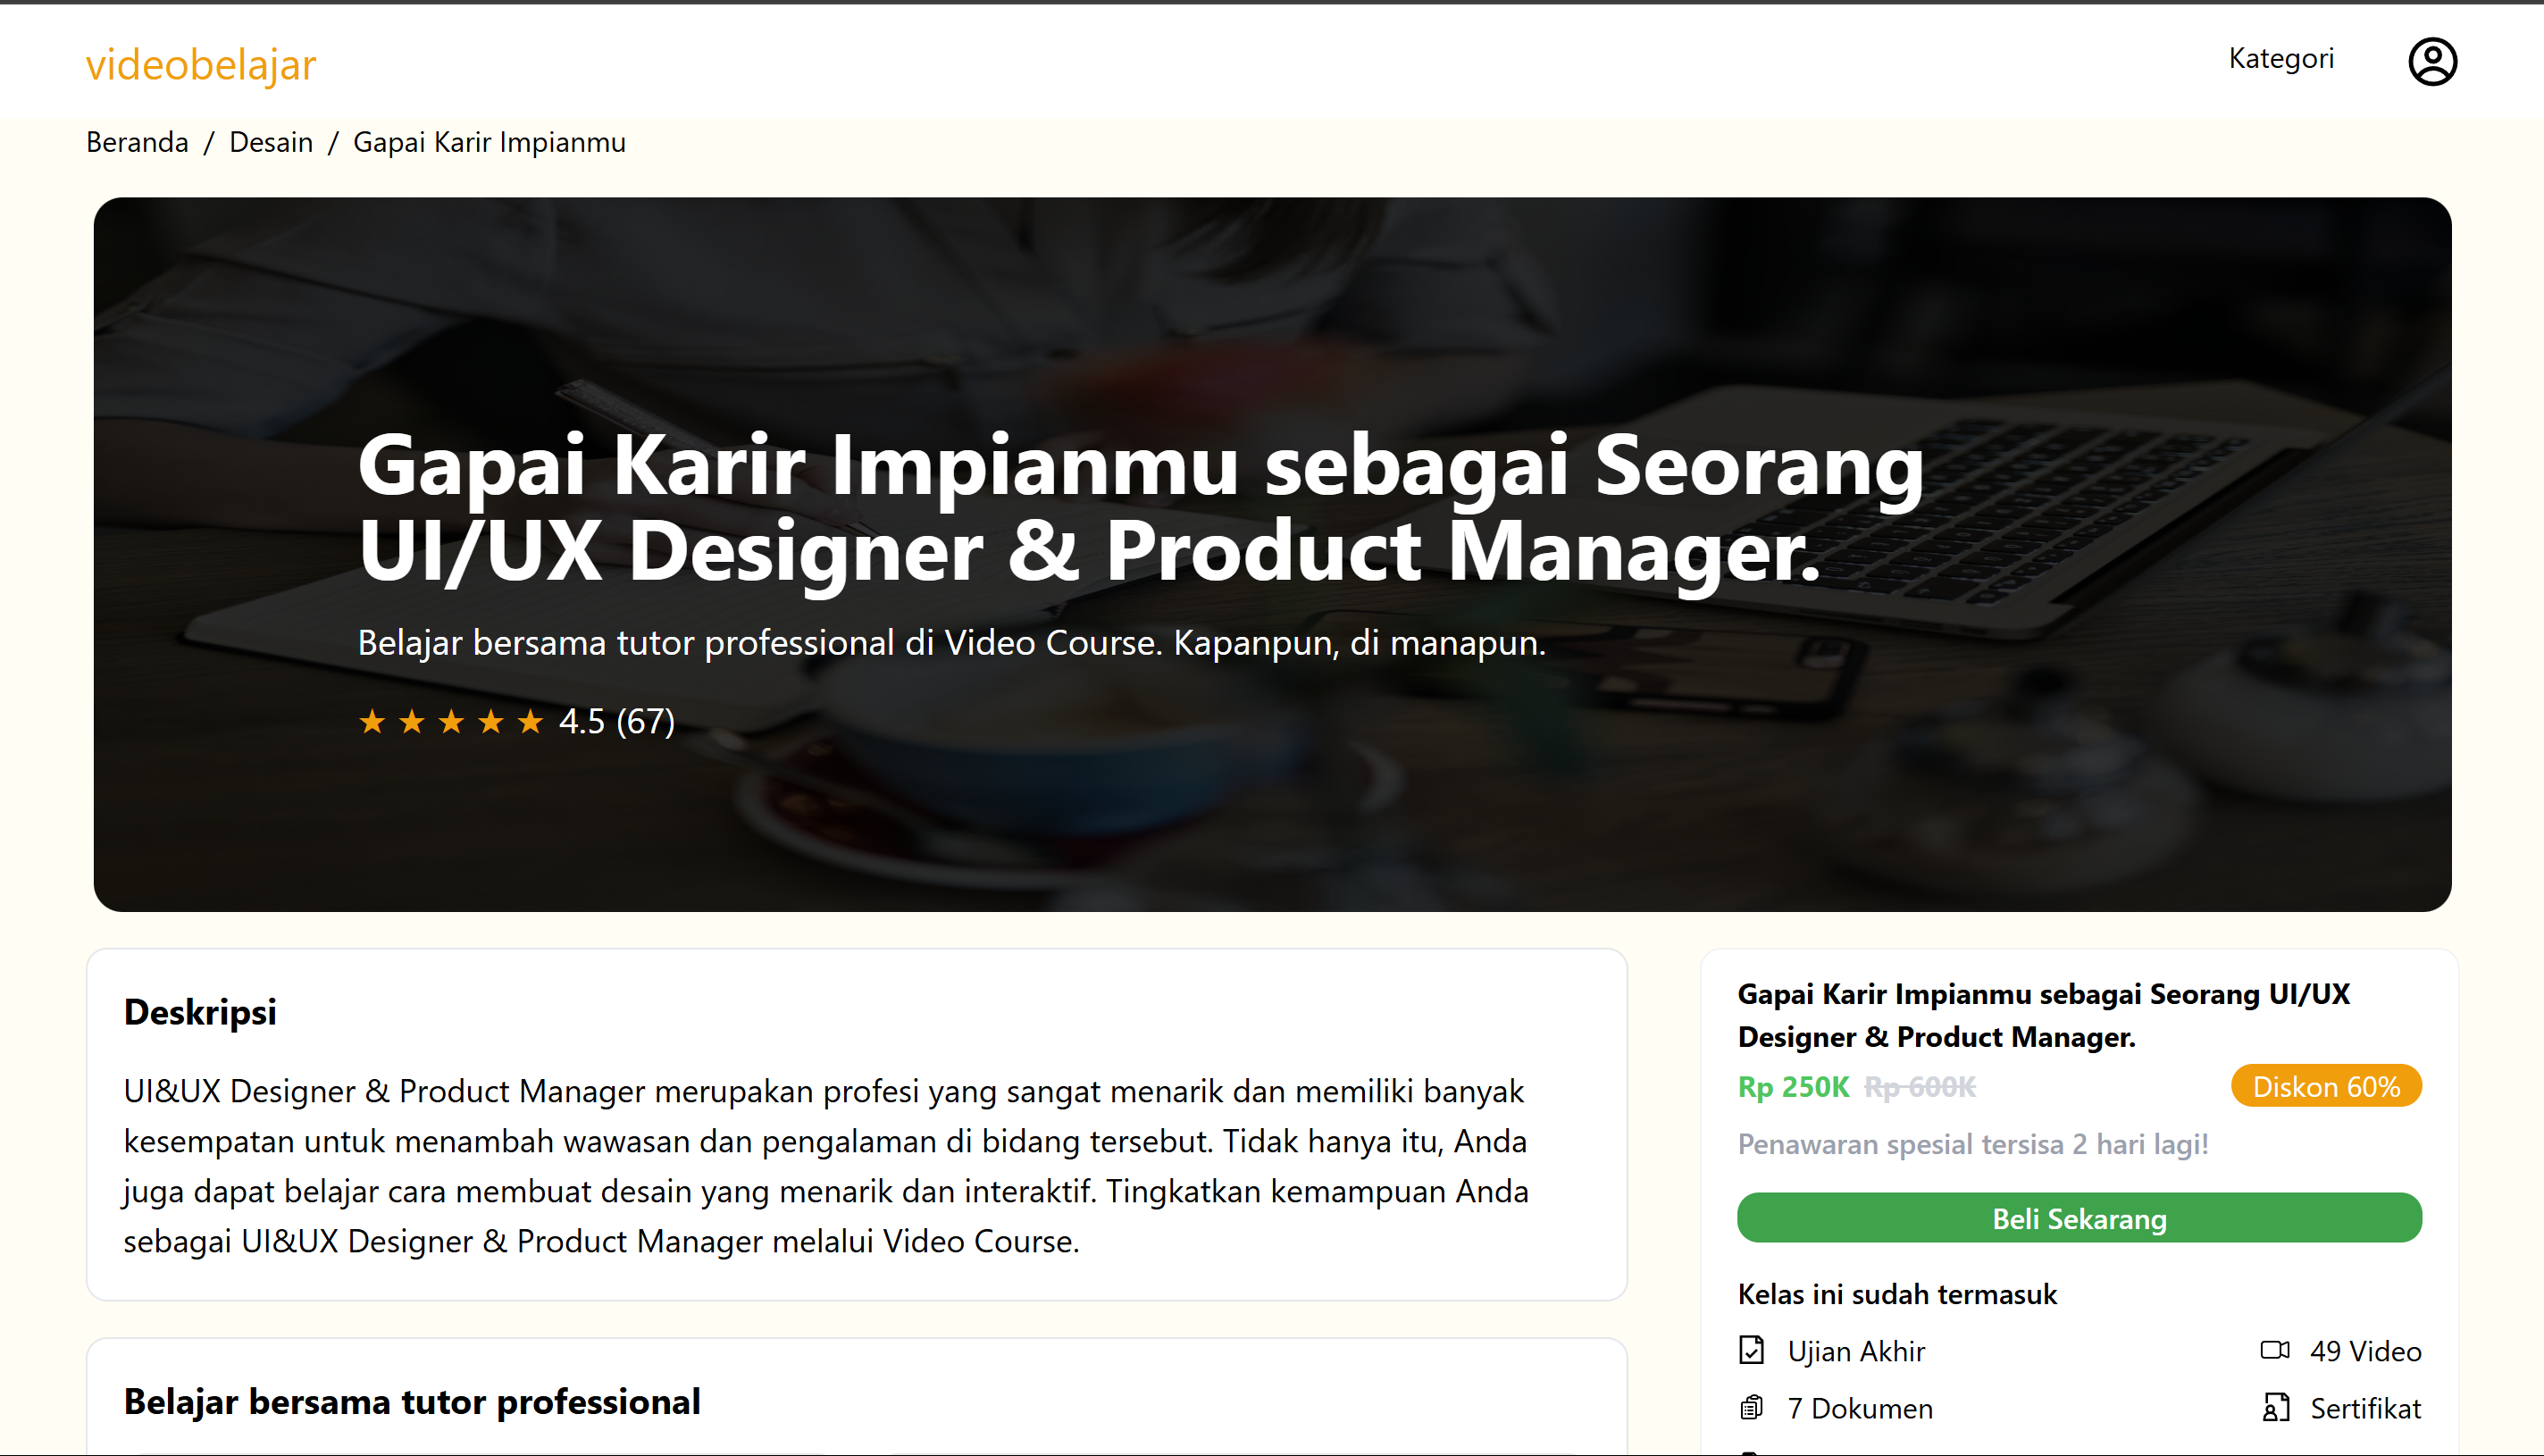 videobelajar
Kategori
Beranda / Desain / Gapai Karir Impianmu
Gapai Karir Impianmu sebagai Seorang
UI/UX Designer & Product Manager.
Belajar bersama tutor professional di Video Course. Kapanpun, di manapun.
★ ★ ★ ★ ★ 4.5 (67)
Deskripsi
UI&UX Designer & Product Manager merupakan profesi yang sangat menarik dan memiliki banyak
kesempatan untuk menambah wawasan dan pengalaman di bidang tersebut. Tidak hanya itu, Anda
juga dapat belajar cara membuat desain yang menarik dan interaktif. Tingkatkan kemampuan Anda
sebagai UI&UX Designer & Product Manager melalui Video Course.
Belajar bersama tutor professional
Gapai Karir Impianmu sebagai Seorang UI/UX
Designer & Product Manager.
Rp 250K Rp 600K Diskon 60%
Penawaran spesial tersisa 2 hari lagi!
Beli Sekarang
Kelas ini sudah termasuk
Ujian Akhir
49 Video
7 Dokumen
Sertifikat